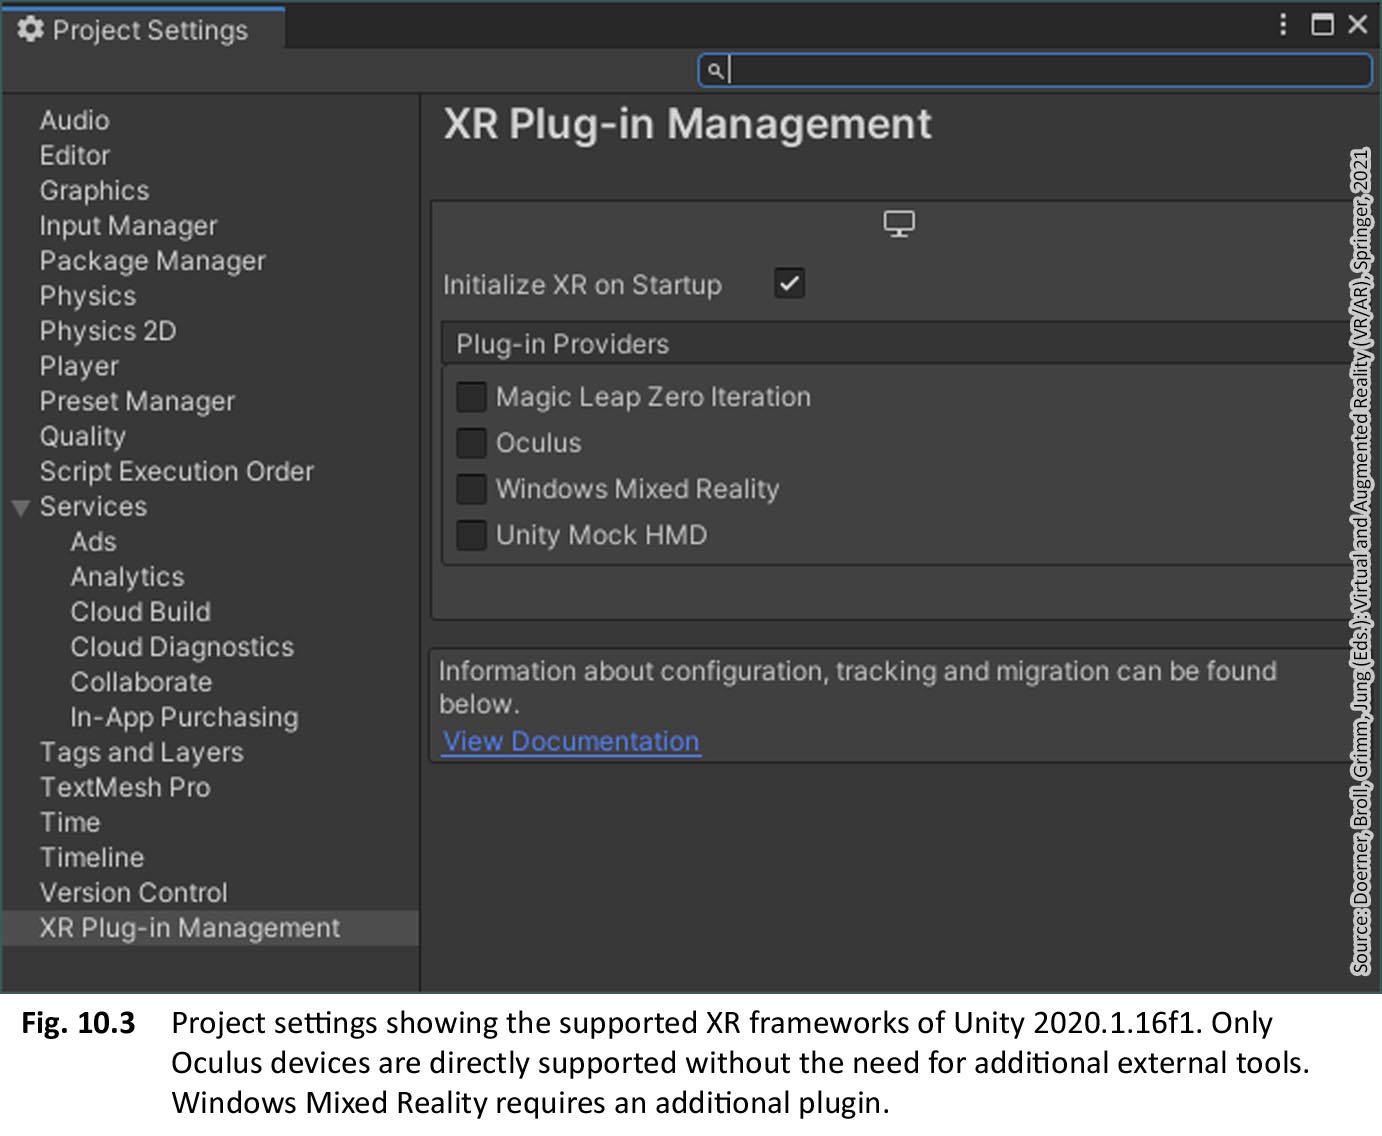 Project Settings
Audio
Editor
Graphics
Input Manager
Package Manager
Physics
Physics 2D
Player
Preset Manager
Quality
Script Execution Order
Services
Ads
Analytics
Cloud Build
Cloud Diagnostics
Collaborate
In-App Purchasing
Tags and Layers
TextMesh Pro
Time
Timeline
Version Control
XR Plug-in Management
XR Plug-in Management
Initialize XR on Startup
Plug-in Providers
Magic Leap Zero Iteration
Oculus
Windows Mixed Reality
Unity Mock HMD
Information about configuration, tracking and migration can be found
below.
View Documentation
Source: Doerner, Broll, Grimm, Jung (Eds.): Virtual and Augmented Reality (VR/AR), Springer, 2021
Fig. 10.3 Project settings showing the supported XR frameworks of Unity 2020.1.16f1. Only
Oculus devices are directly supported without the need for additional external tools.
Windows Mixed Reality requires an additional plugin.